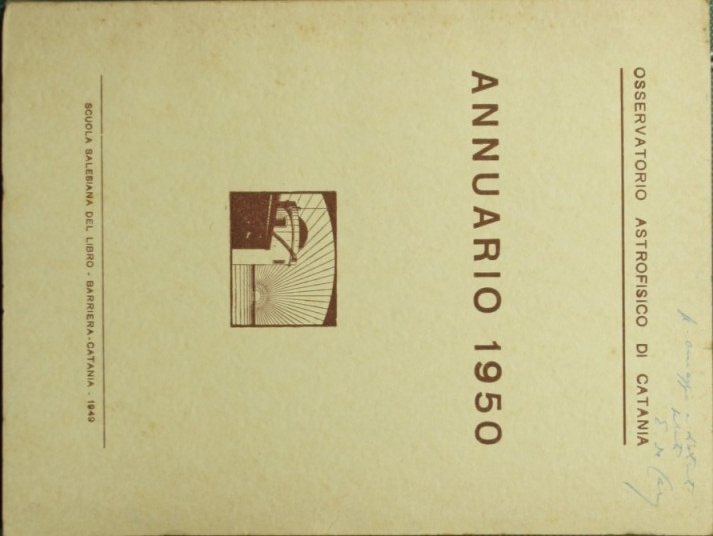 OSSERVATORIO ASTROFISICO DI CATANIA
ANNUARIO 1950
SCUOLA SALESIANA DEL LIBRO - BARRIERA-CATANIA - 1949